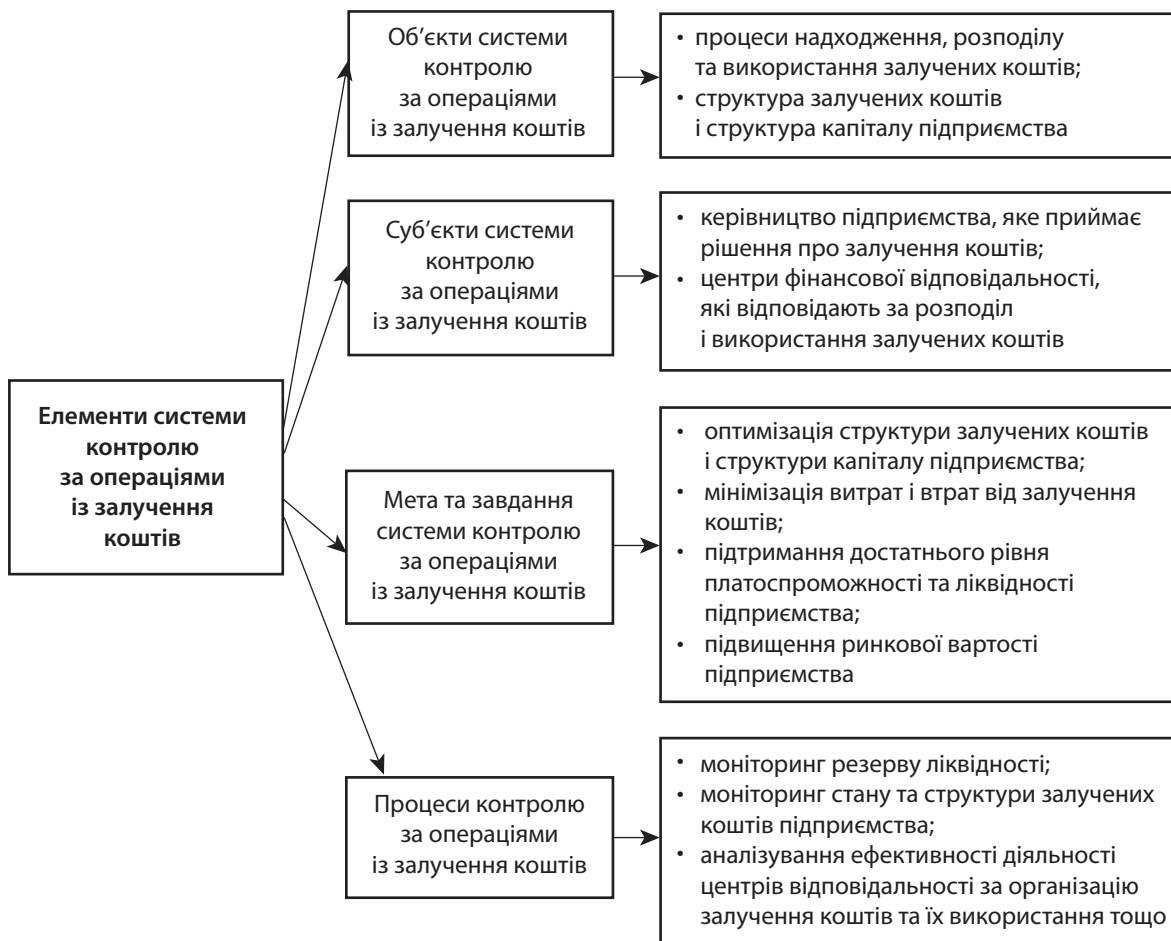 Елементи системи
контролю
за операціями
із залучення
коштів
Об’єкти системи
контролю
за операціями
із залучення коштів
• процеси надходження, розподілу
та використання залучених коштів;
• структура залучених коштів
і структура капіталу підприємства
Суб’єкти системи
контролю
за операціями
із залучення коштів
• керівництво підприємства, яке приймає
рішення про залучення коштів;
• центри фінансової відповідальності,
які відповідають за розподіл
і використання залучених коштів
Мета та завдання
системи контролю
за операціями
із залучення коштів
• оптимізація структури залучених коштів
і структури капіталу підприємства;
• мінімізація витрат і втрат від залучення
коштів;
• підтримання достатнього рівня
платоспроможності та ліквідності
підприємства;
• підвищення ринкової вартості
підприємства
Процеси контролю
за операціями
із залучення коштів
• моніторинг резерву ліквідності;
• моніторинг стану та структури залучених
коштів підприємства;
• аналізування ефективності діяльності
центрів відповідальності за організацію
залучення коштів та їх використання тощо